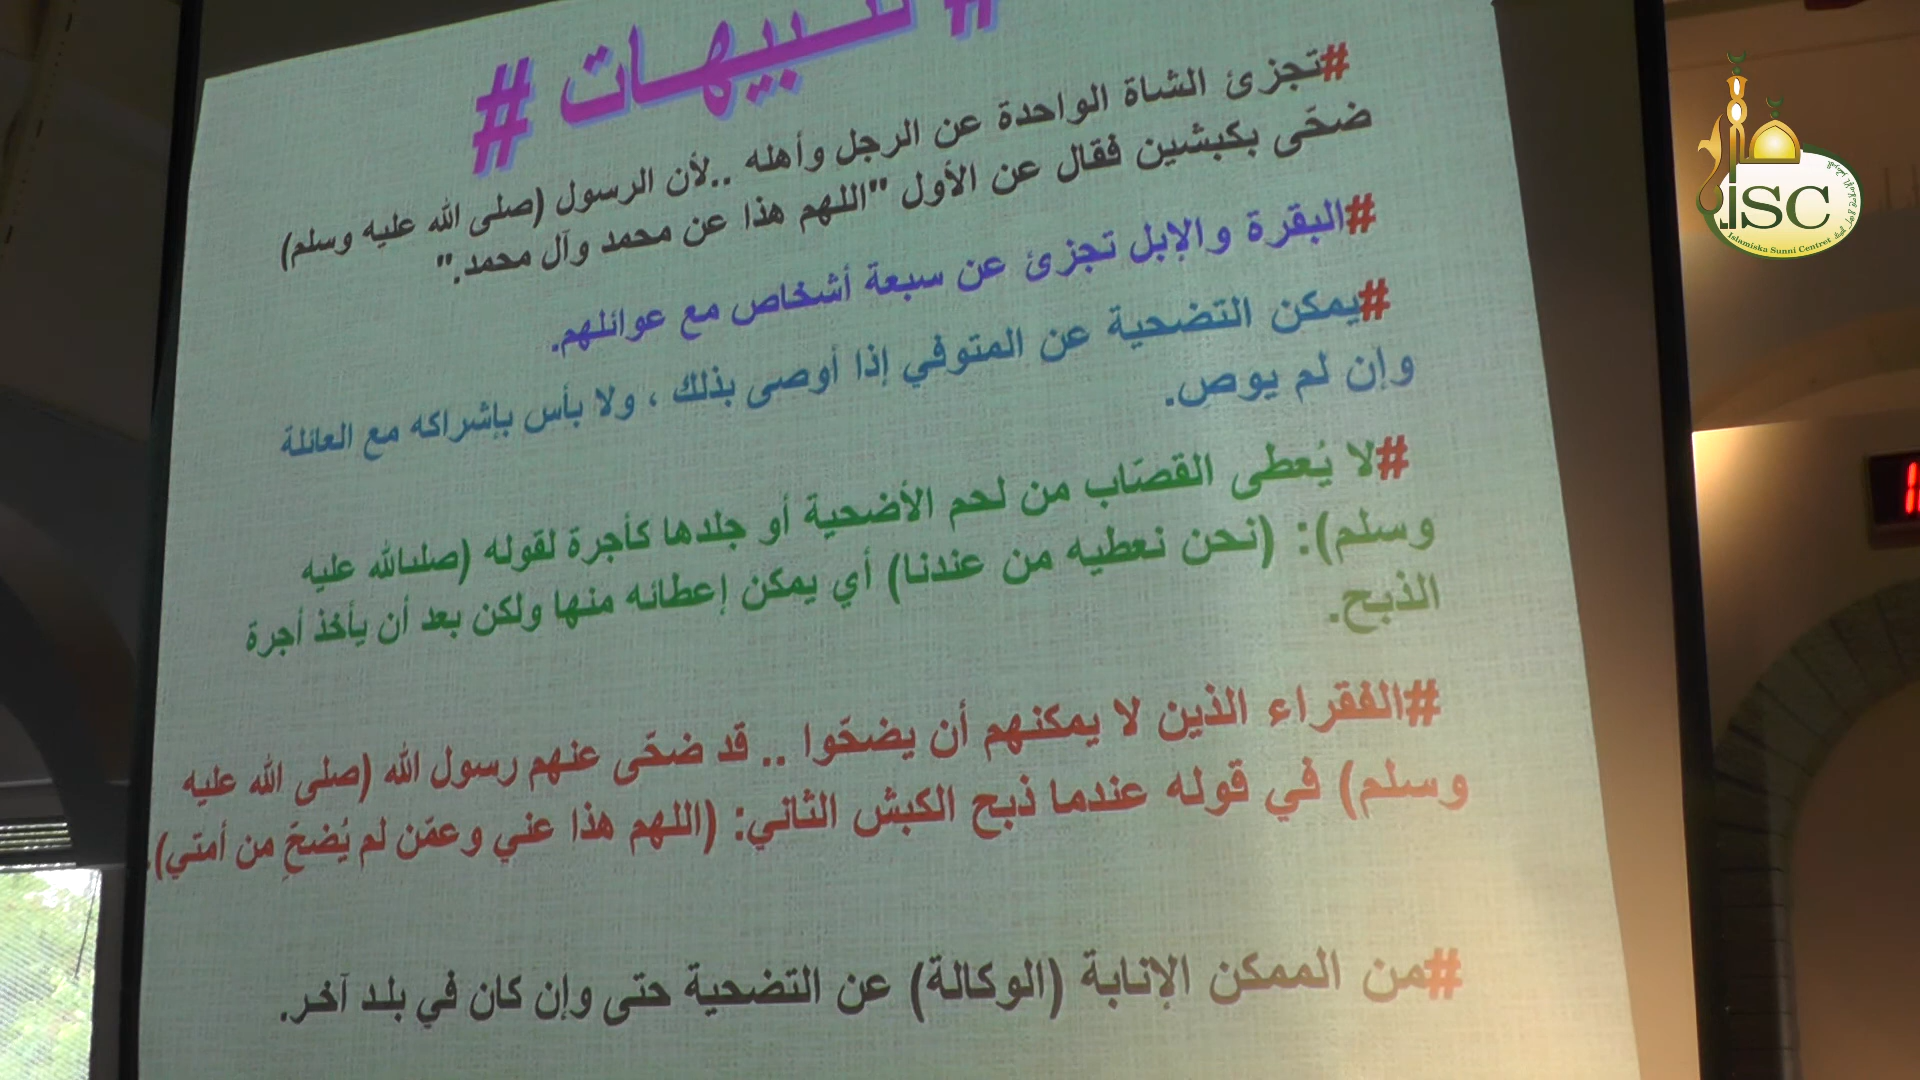 # تنبيهات #
#تجزئ الشاة الواحدة عن الرجل وأهله ..لأن الرسول (صلى الله عليه وسلم)
ضحّى بكبشين فقال عن الأول "اللهم هذا عن محمد وآل محمد."
#البقرة والإبل تجزئ عن سبعة أشخاص مع عوائلهم.
#يمكن التضحية عن المتوفي إذا أوصى بذلك ، ولا بأس بإشراكه مع العائلة
وإن لم يوص.
#لا يُعطى القصّاب من لحم الأضحية أو جلدها كأجرة لقوله (صلىالله عليه
وسلم): (نحن نعطيه من عندنا) أي يمكن إعطائه منها ولكن بعد أن يأخذ أجرة
الذبح.
#الفقراء الذين لا يمكنهم أن يضحّوا .. قد ضحّى عنهم رسول الله (صلى الله عليه
وسلم) في قوله عندما ذبح الكبش الثاني: (اللهم هذا عني وعمّن لم يُضحِّ من أمتي).
#من الممكن الإنابة (الوكالة) عن التضحية حتى وإن كان في بلد آخر.
ISC
Islamiska Sunni Centret